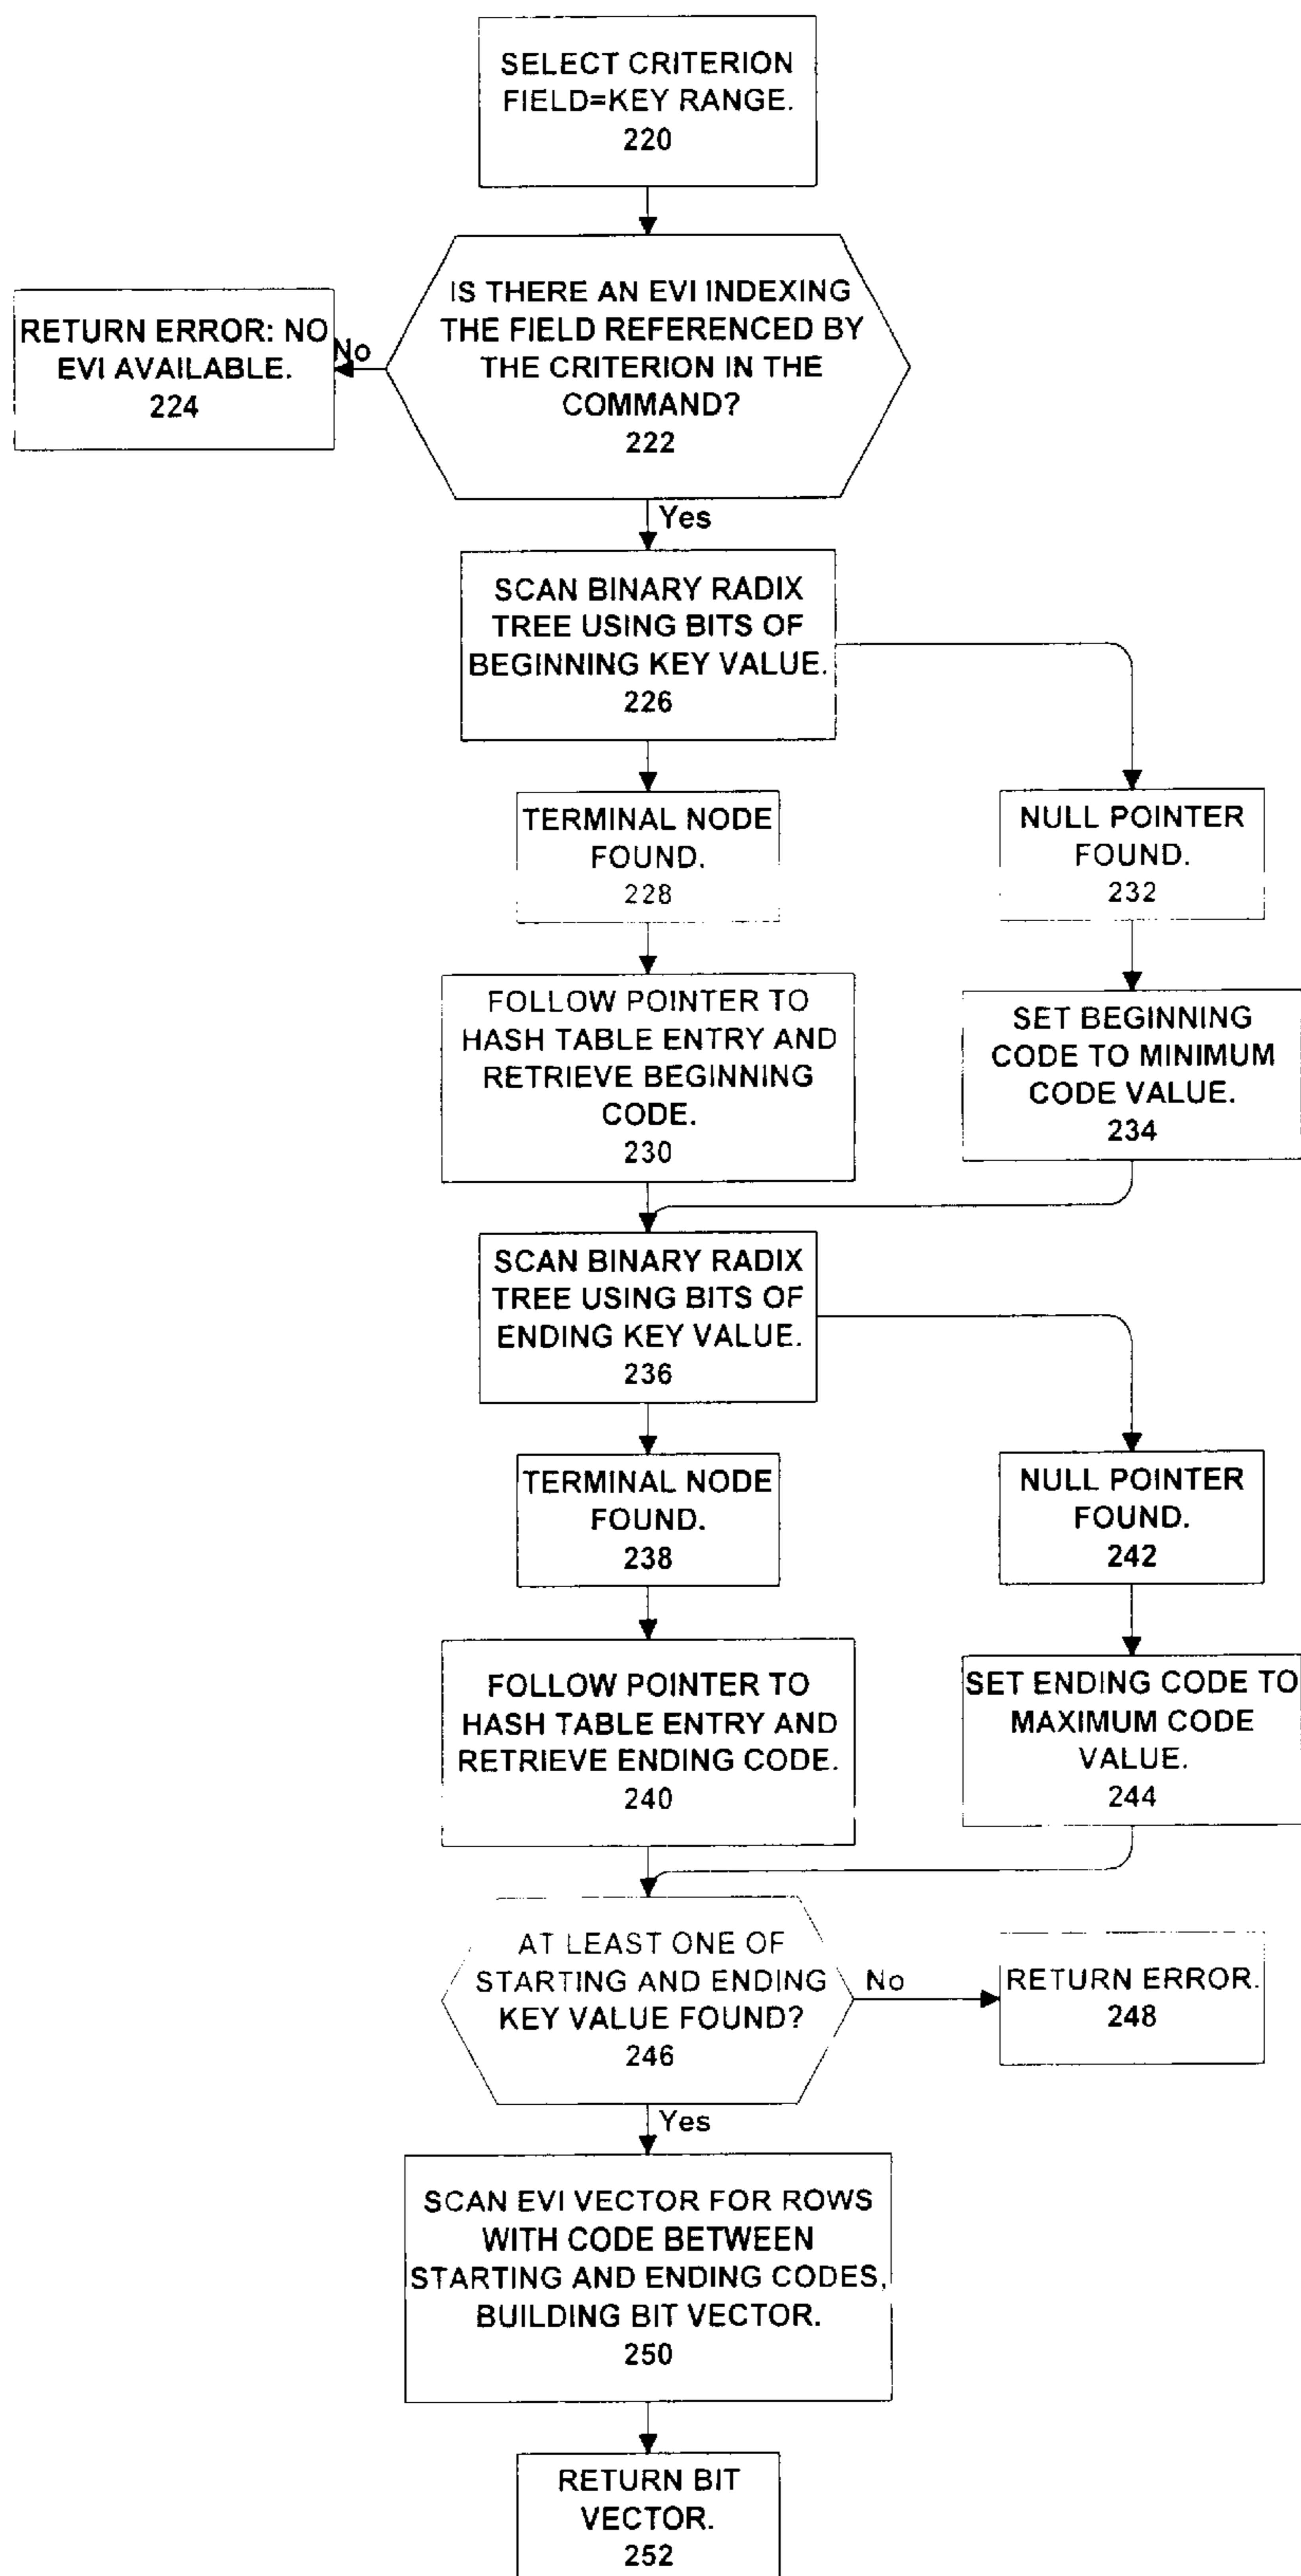 SELECT CRITERION
FIELD=KEY RANGE.
220
IS THERE AN EVI INDEXING
THE FIELD REFERENCED BY
THE CRITERION IN THE
COMMAND?
222
No
RETURN ERROR: NO
EVI AVAILABLE.
224
Yes
SCAN BINARY RADIX
TREE USING BITS OF
BEGINNING KEY VALUE.
226
TERMINAL NODE
FOUND.
228
NULL POINTER
FOUND.
232
FOLLOW POINTER TO
HASH TABLE ENTRY AND
RETRIEVE BEGINNING
CODE.
230
SET BEGINNING
CODE TO MINIMUM
CODE VALUE.
234
SCAN BINARY RADIX
TREE USING BITS OF
ENDING KEY VALUE.
236
TERMINAL NODE
FOUND.
238
NULL POINTER
FOUND.
242
FOLLOW POINTER TO
HASH TABLE ENTRY AND
RETRIEVE ENDING CODE.
240
SET ENDING CODE TO
MAXIMUM CODE
VALUE.
244
AT LEAST ONE OF
STARTING AND ENDING
KEY VALUE FOUND?
246
No
RETURN ERROR.
248
Yes
SCAN EVI VECTOR FOR ROWS
WITH CODE BETWEEN
STARTING AND ENDING CODES,
BUILDING BIT VECTOR.
250
RETURN BIT
VECTOR.
252